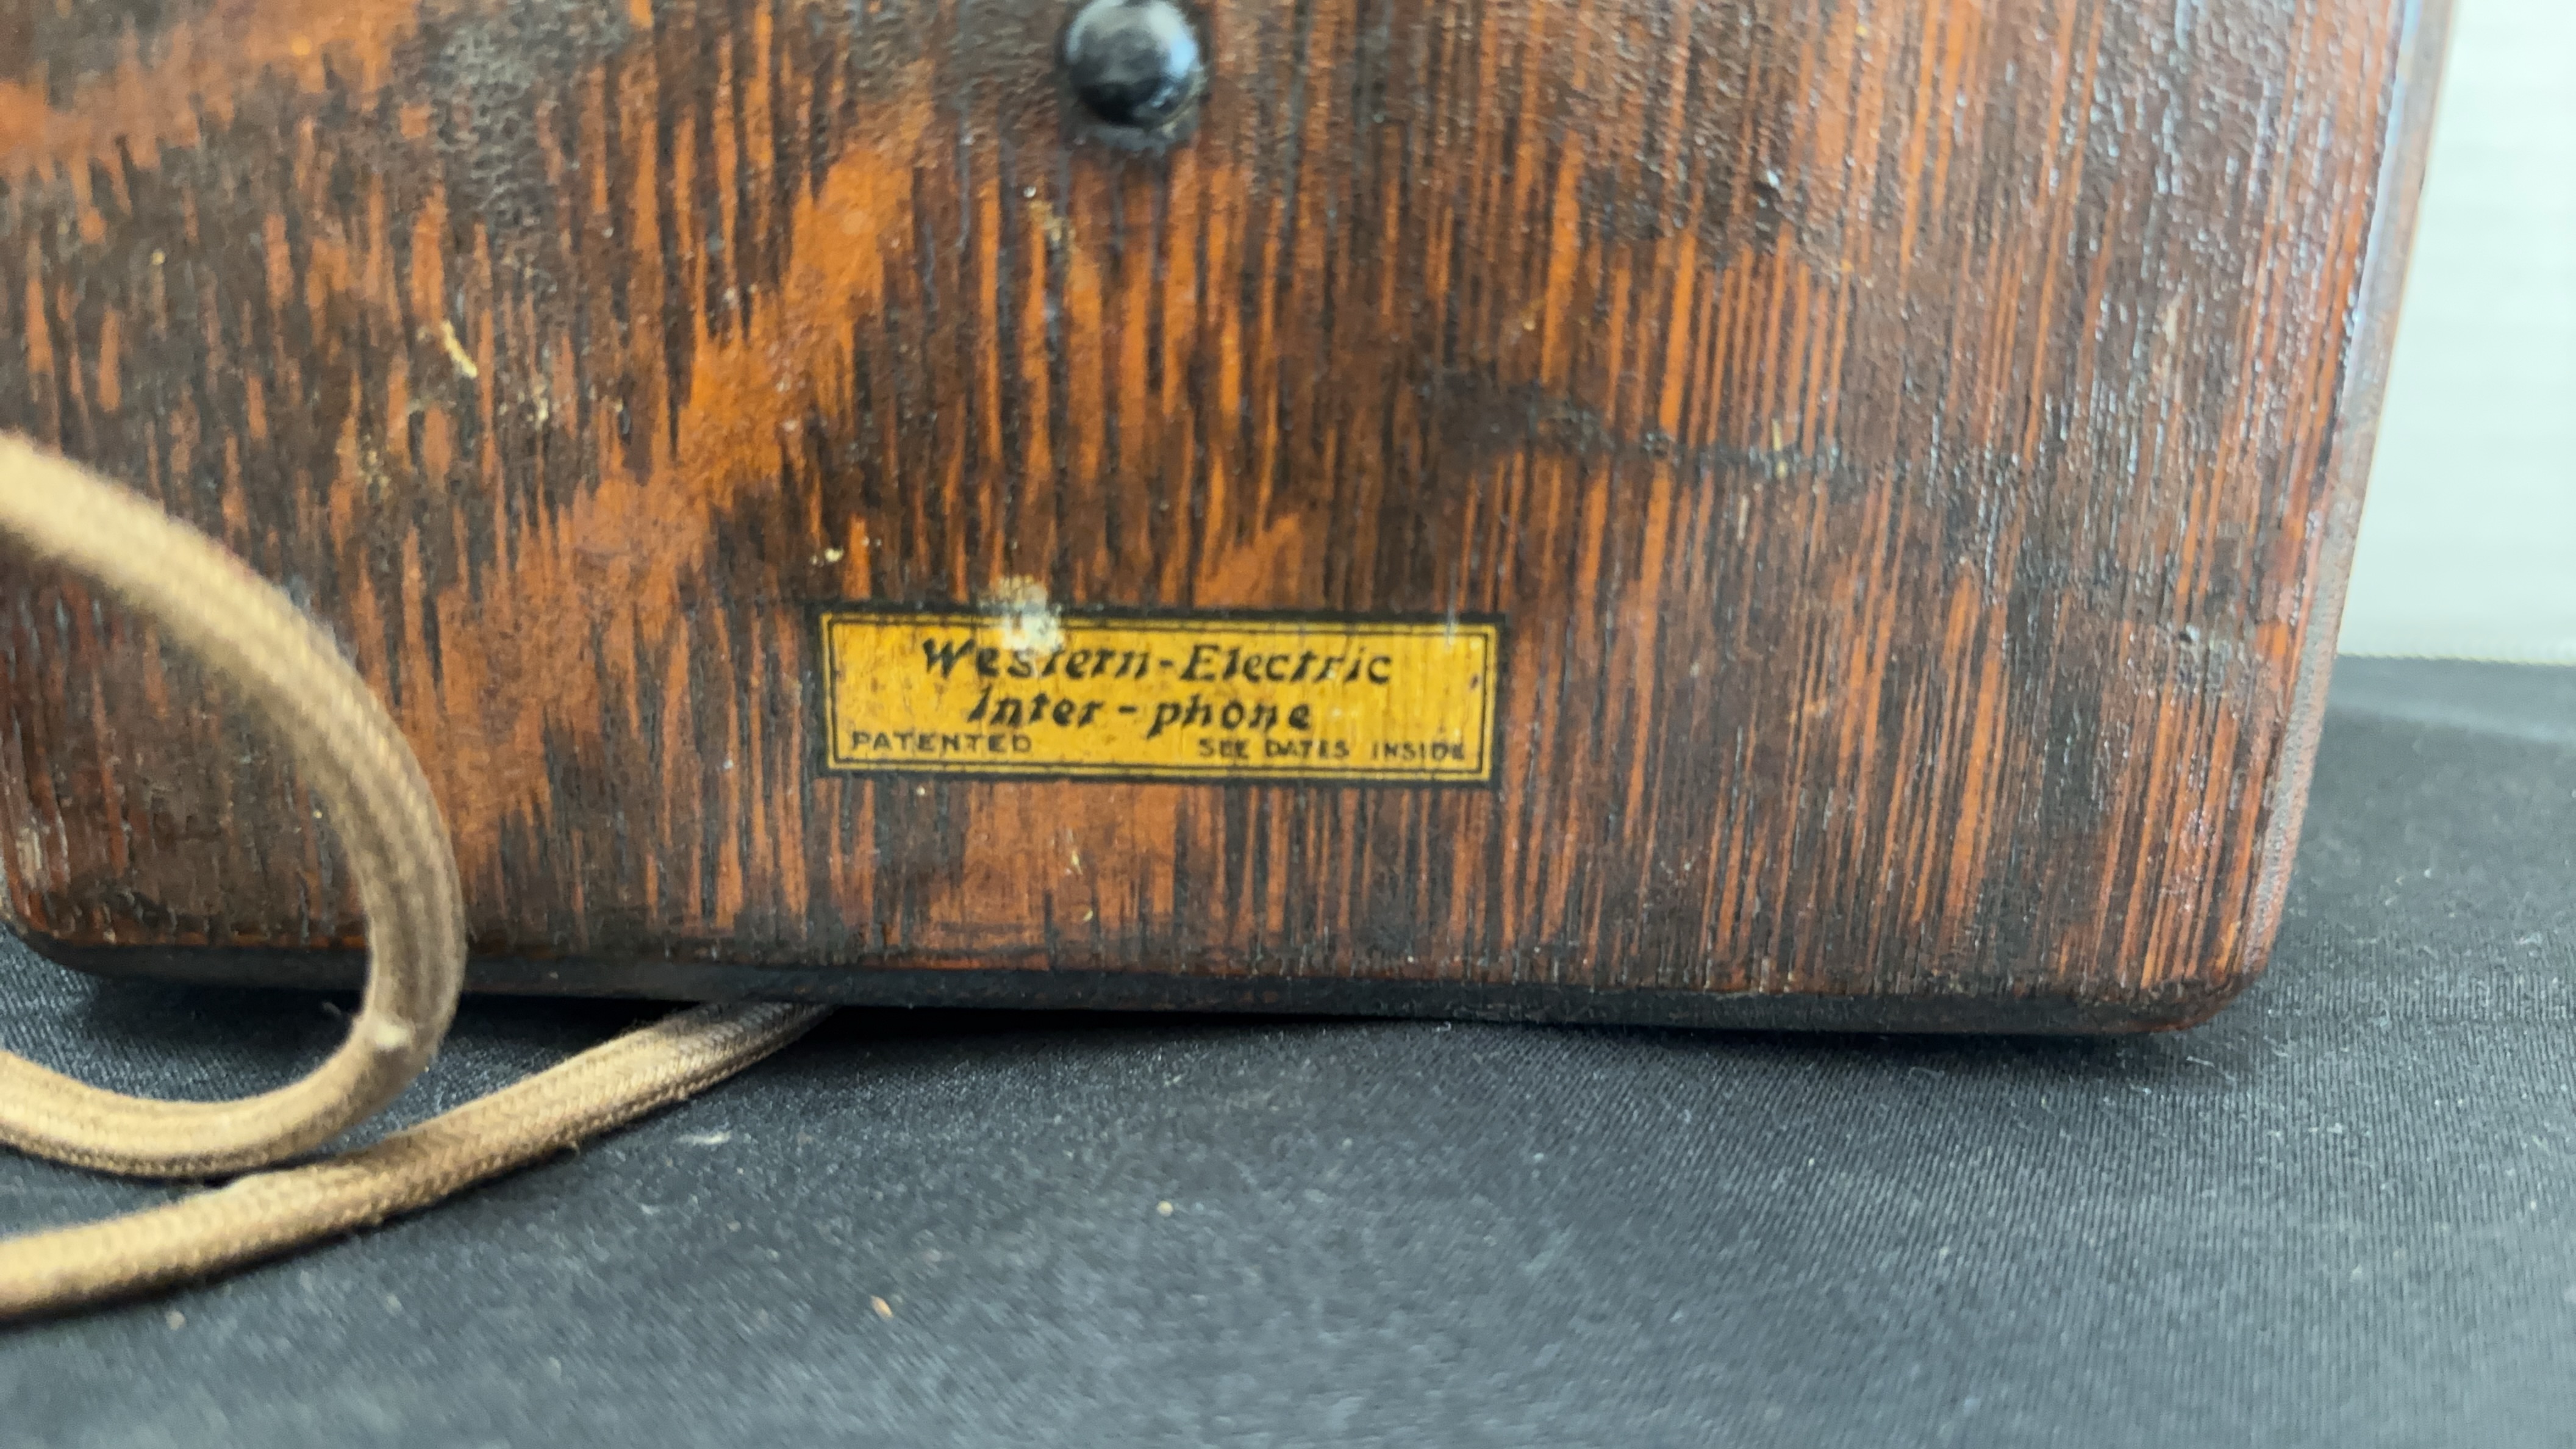 Western-Electric
Inter-phone
PATENTED SEE DATES INSIDE